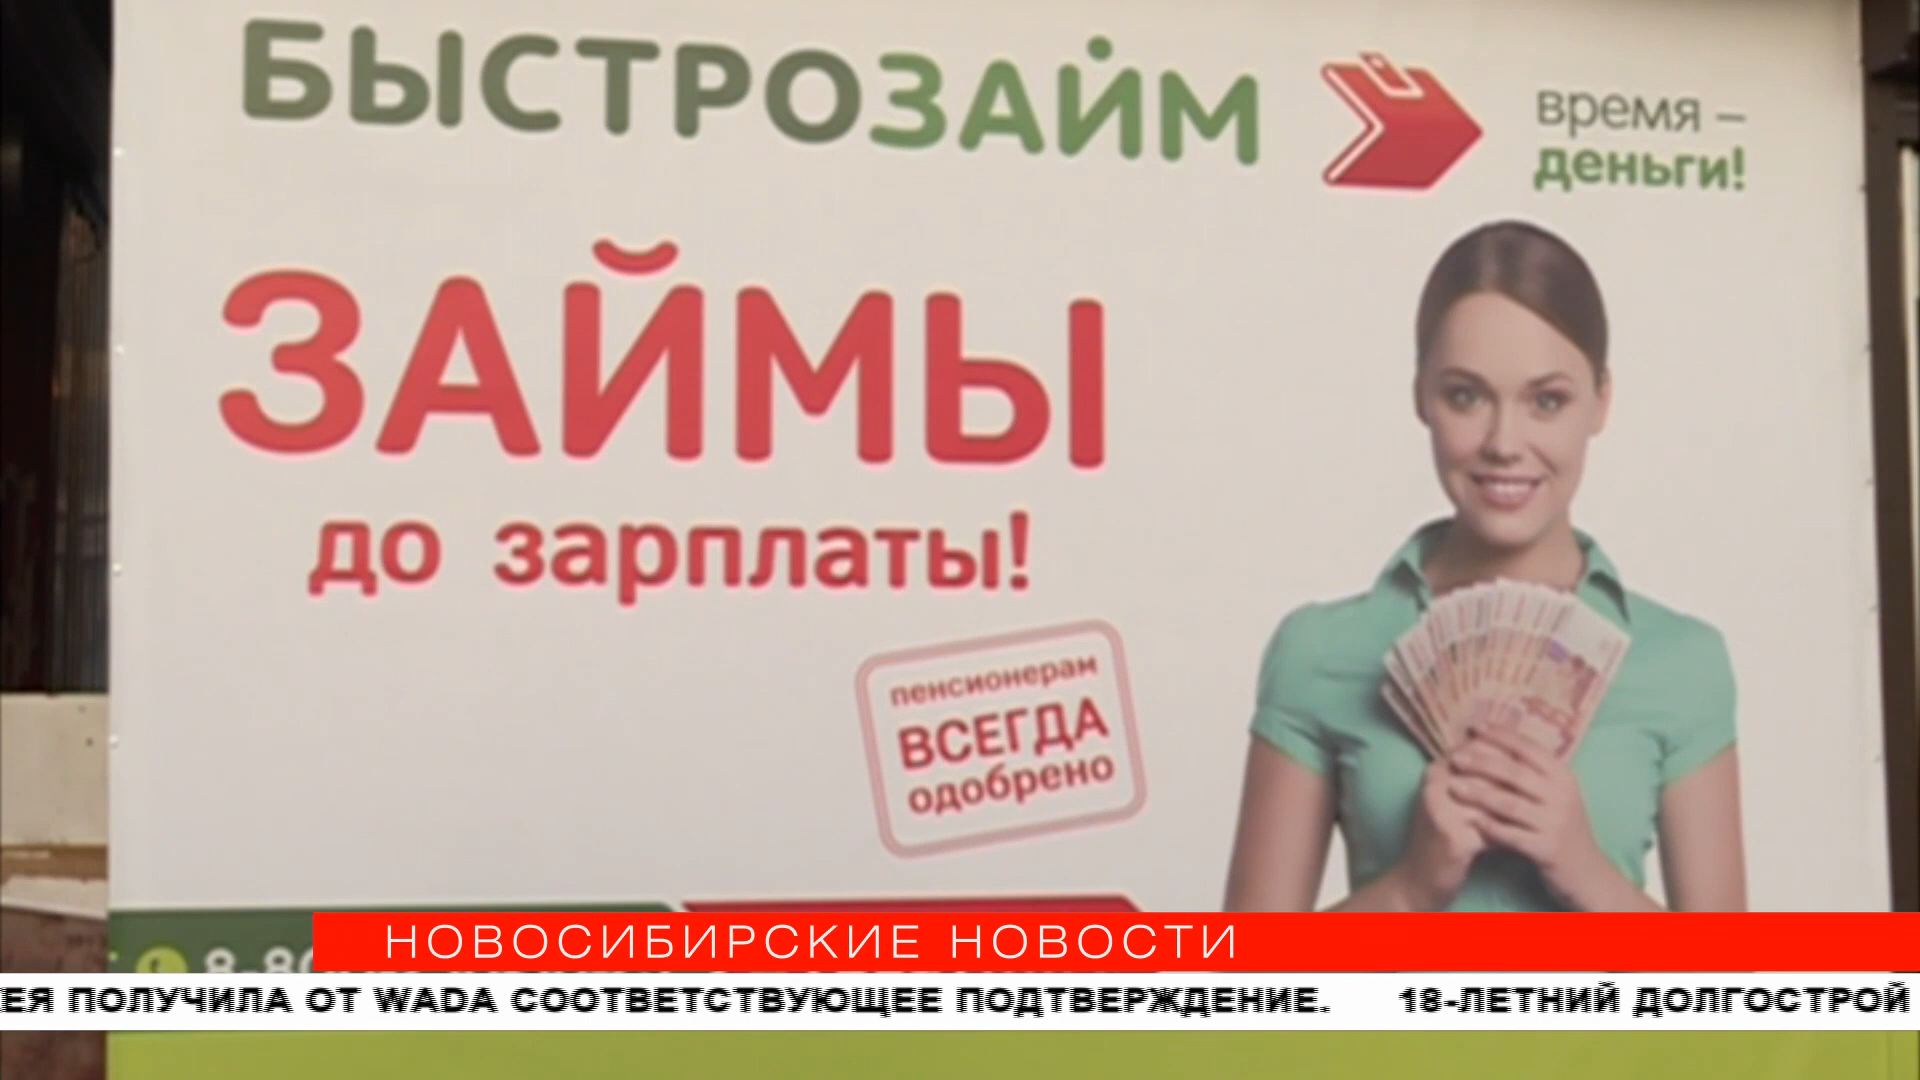 БЫСТРОЗАЙМ
время –
деньги!
ЗАЙМЫ
до зарплаты!
пенсионерам
ВСЕГДА
одобрено
НОВОСИБИРСКИЕ НОВОСТИ
ЕЯ ПОЛУЧИЛА ОТ WADA СООТВЕТСТВУЮЩЕЕ ПОДТВЕРЖДЕНИЕ. 18-ЛЕТНИЙ ДОЛГОСТРОЙ